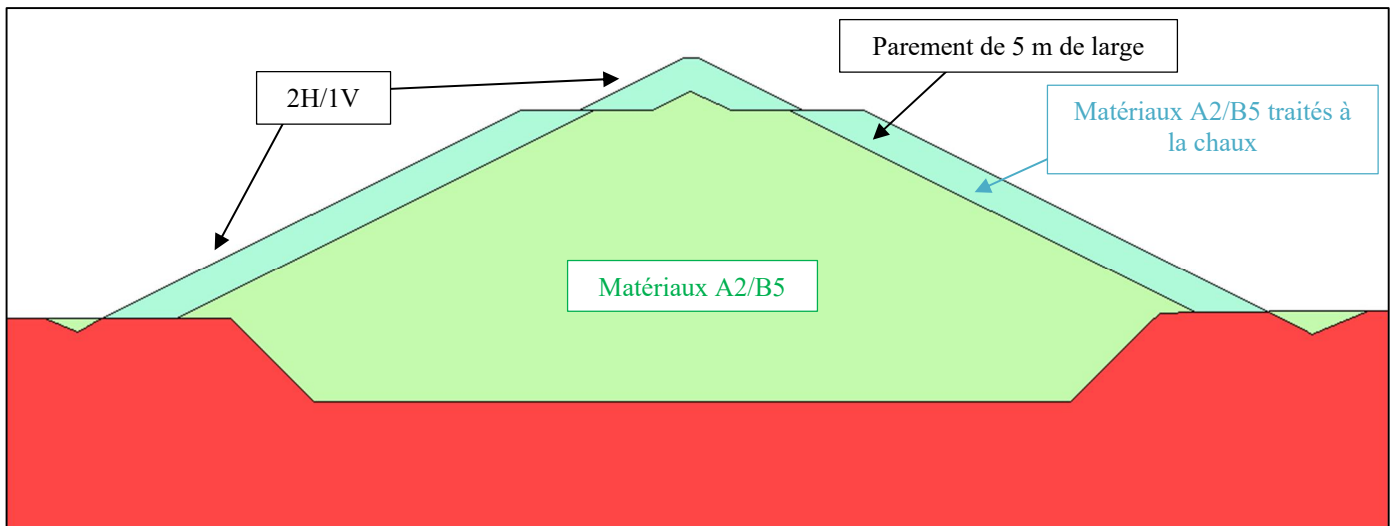 Parement de 5 m de large
2H/1V
Matériaux A2/B5 traités à
la chaux
Matériaux A2/B5